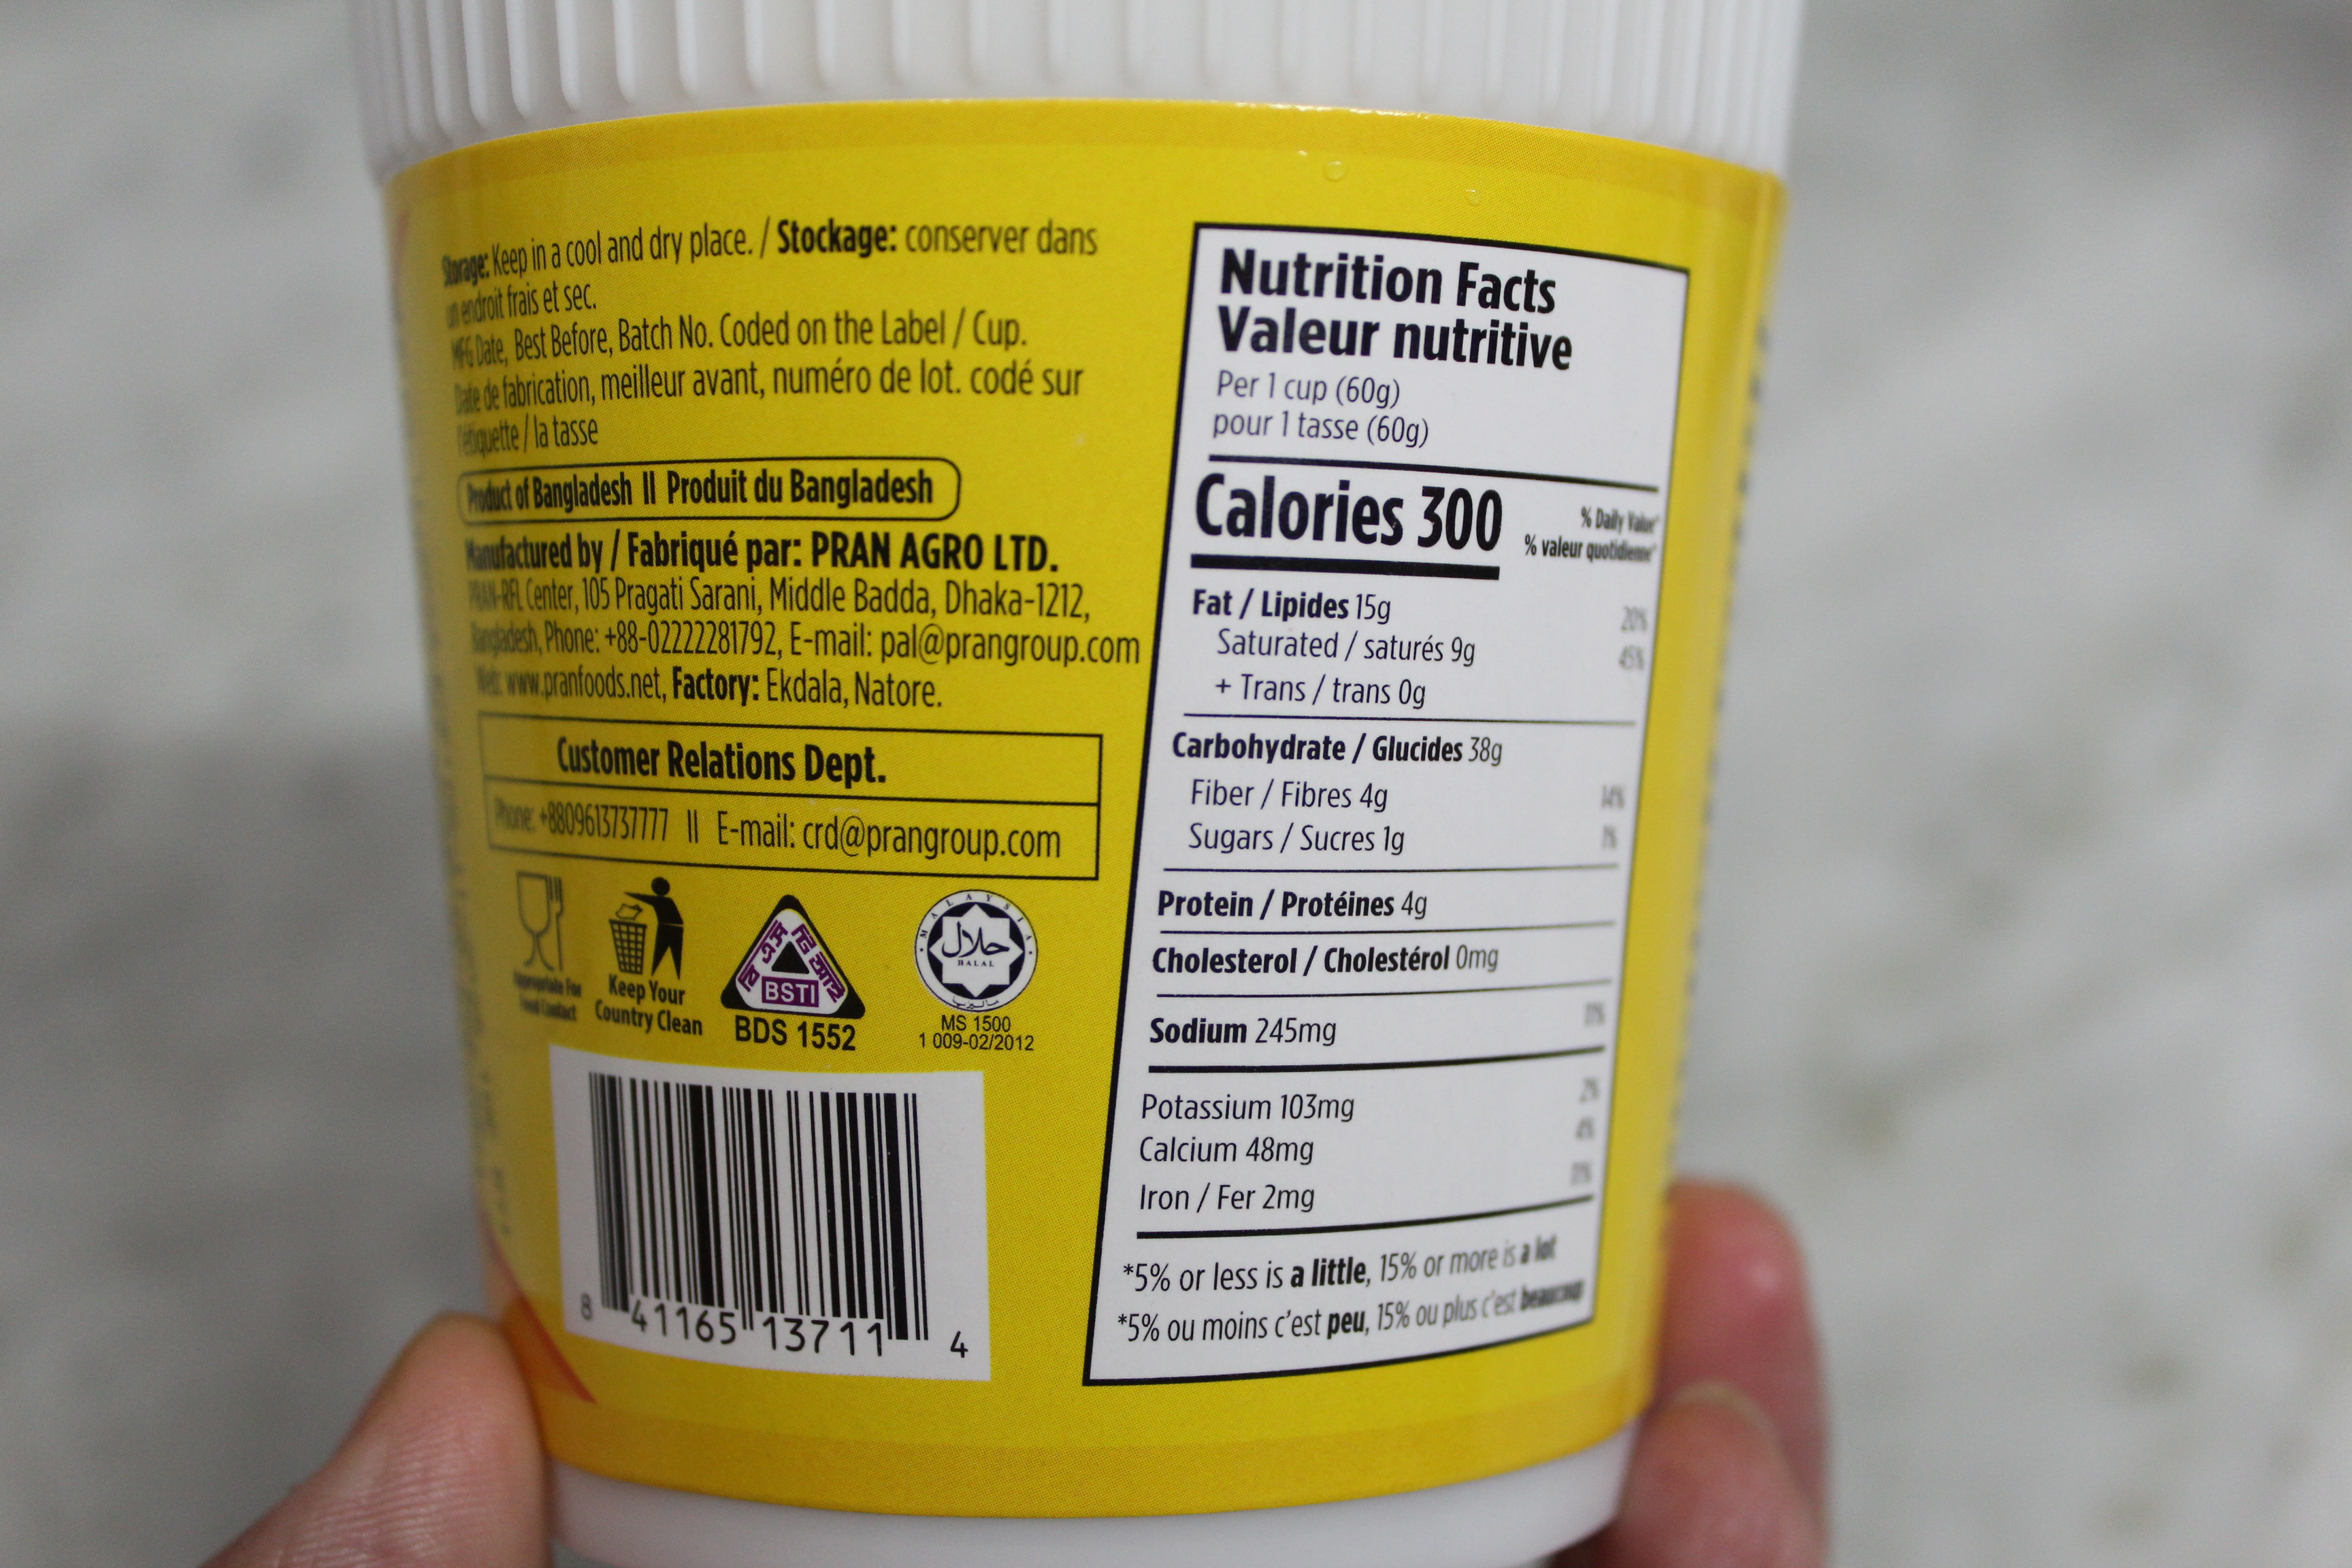 Storage: Keep in a cool and dry place. / Stockage: conserver dans
un endroit frais et sec.
MFG Date, Best Before, Batch No. Coded on the Label / Cup.
Date de fabrication, meilleur avant, numéro de lot. codé sur
l'étiquette / la tasse
Product of Bangladesh || Produit du Bangladesh
Manufactured by / Fabriqué par: PRAN AGRO LTD.
PRAN-RFL Center, 105 Pragati Sarani, Middle Badda, Dhaka-1212,
Bangladesh, Phone: +88-02222281792, E-mail: pal@prangroup.com
Web: www.pranfoods.net, Factory: Ekdala, Natore.
Customer Relations Dept.
Phone: +8809613737777 || E-mail: crd@prangroup.com
Appropriate For
Food Contact
Keep Your
Country Clean
বি এস টি আই
BSTI
BDS 1552
MALAYSIA
حلال
HALAL
ماليزيا
MS 1500
1 009-02/2012
8 41165 13711 4
Nutrition Facts
Valeur nutritive
Per 1 cup (60g)
pour 1 tasse (60g)
Calories 300
% Daily Value*
% valeur quotidienne*
Fat / Lipides 15g 20%
Saturated / saturés 9g 45%
+ Trans / trans 0g
Carbohydrate / Glucides 38g
Fiber / Fibres 4g 14%
Sugars / Sucres 1g 1%
Protein / Protéines 4g
Cholesterol / Cholestérol 0mg
Sodium 245mg 11%
Potassium 103mg 2%
Calcium 48mg 4%
Iron / Fer 2mg 11%
*5% or less is a little, 15% or more is a lot
*5% ou moins c'est peu, 15% ou plus c'est beaucoup